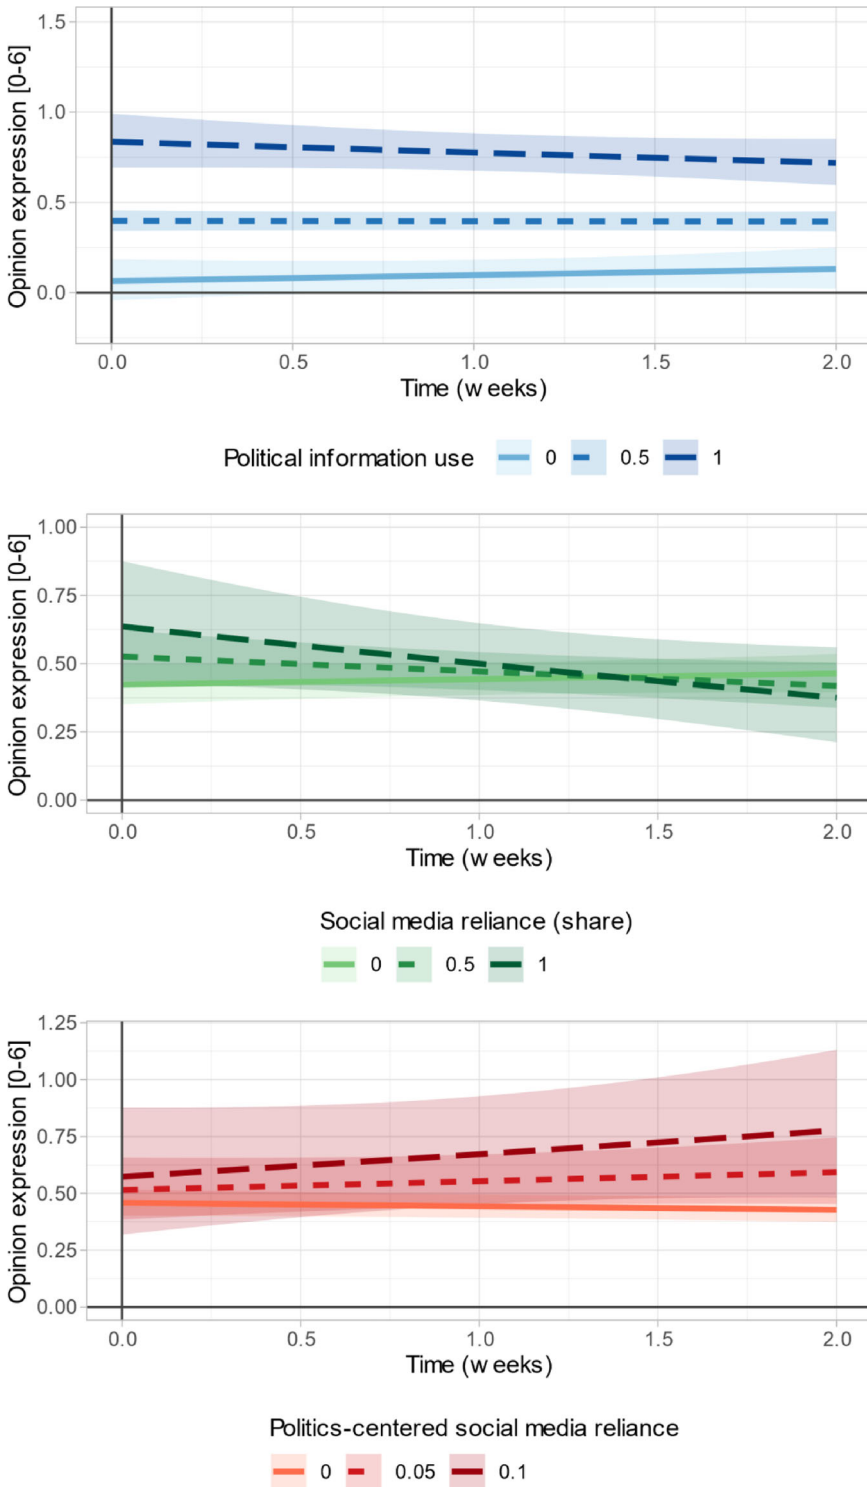 1.5
1.0
0.5
0.0
Opinion expression [0-6]
0.0 0.5 1.0 1.5 2.0
Time (weeks)
Political information use 0 0.5 1
1.00
0.75
0.50
0.25
0.00
Opinion expression [0-6]
0.0 0.5 1.0 1.5 2.0
Time (weeks)
Social media reliance (share)
0 0.5 1
1.25
1.00
0.75
0.50
0.25
0.00
Opinion expression [0-6]
0.0 0.5 1.0 1.5 2.0
Time (weeks)
Politics-centered social media reliance
0 0.05 0.1